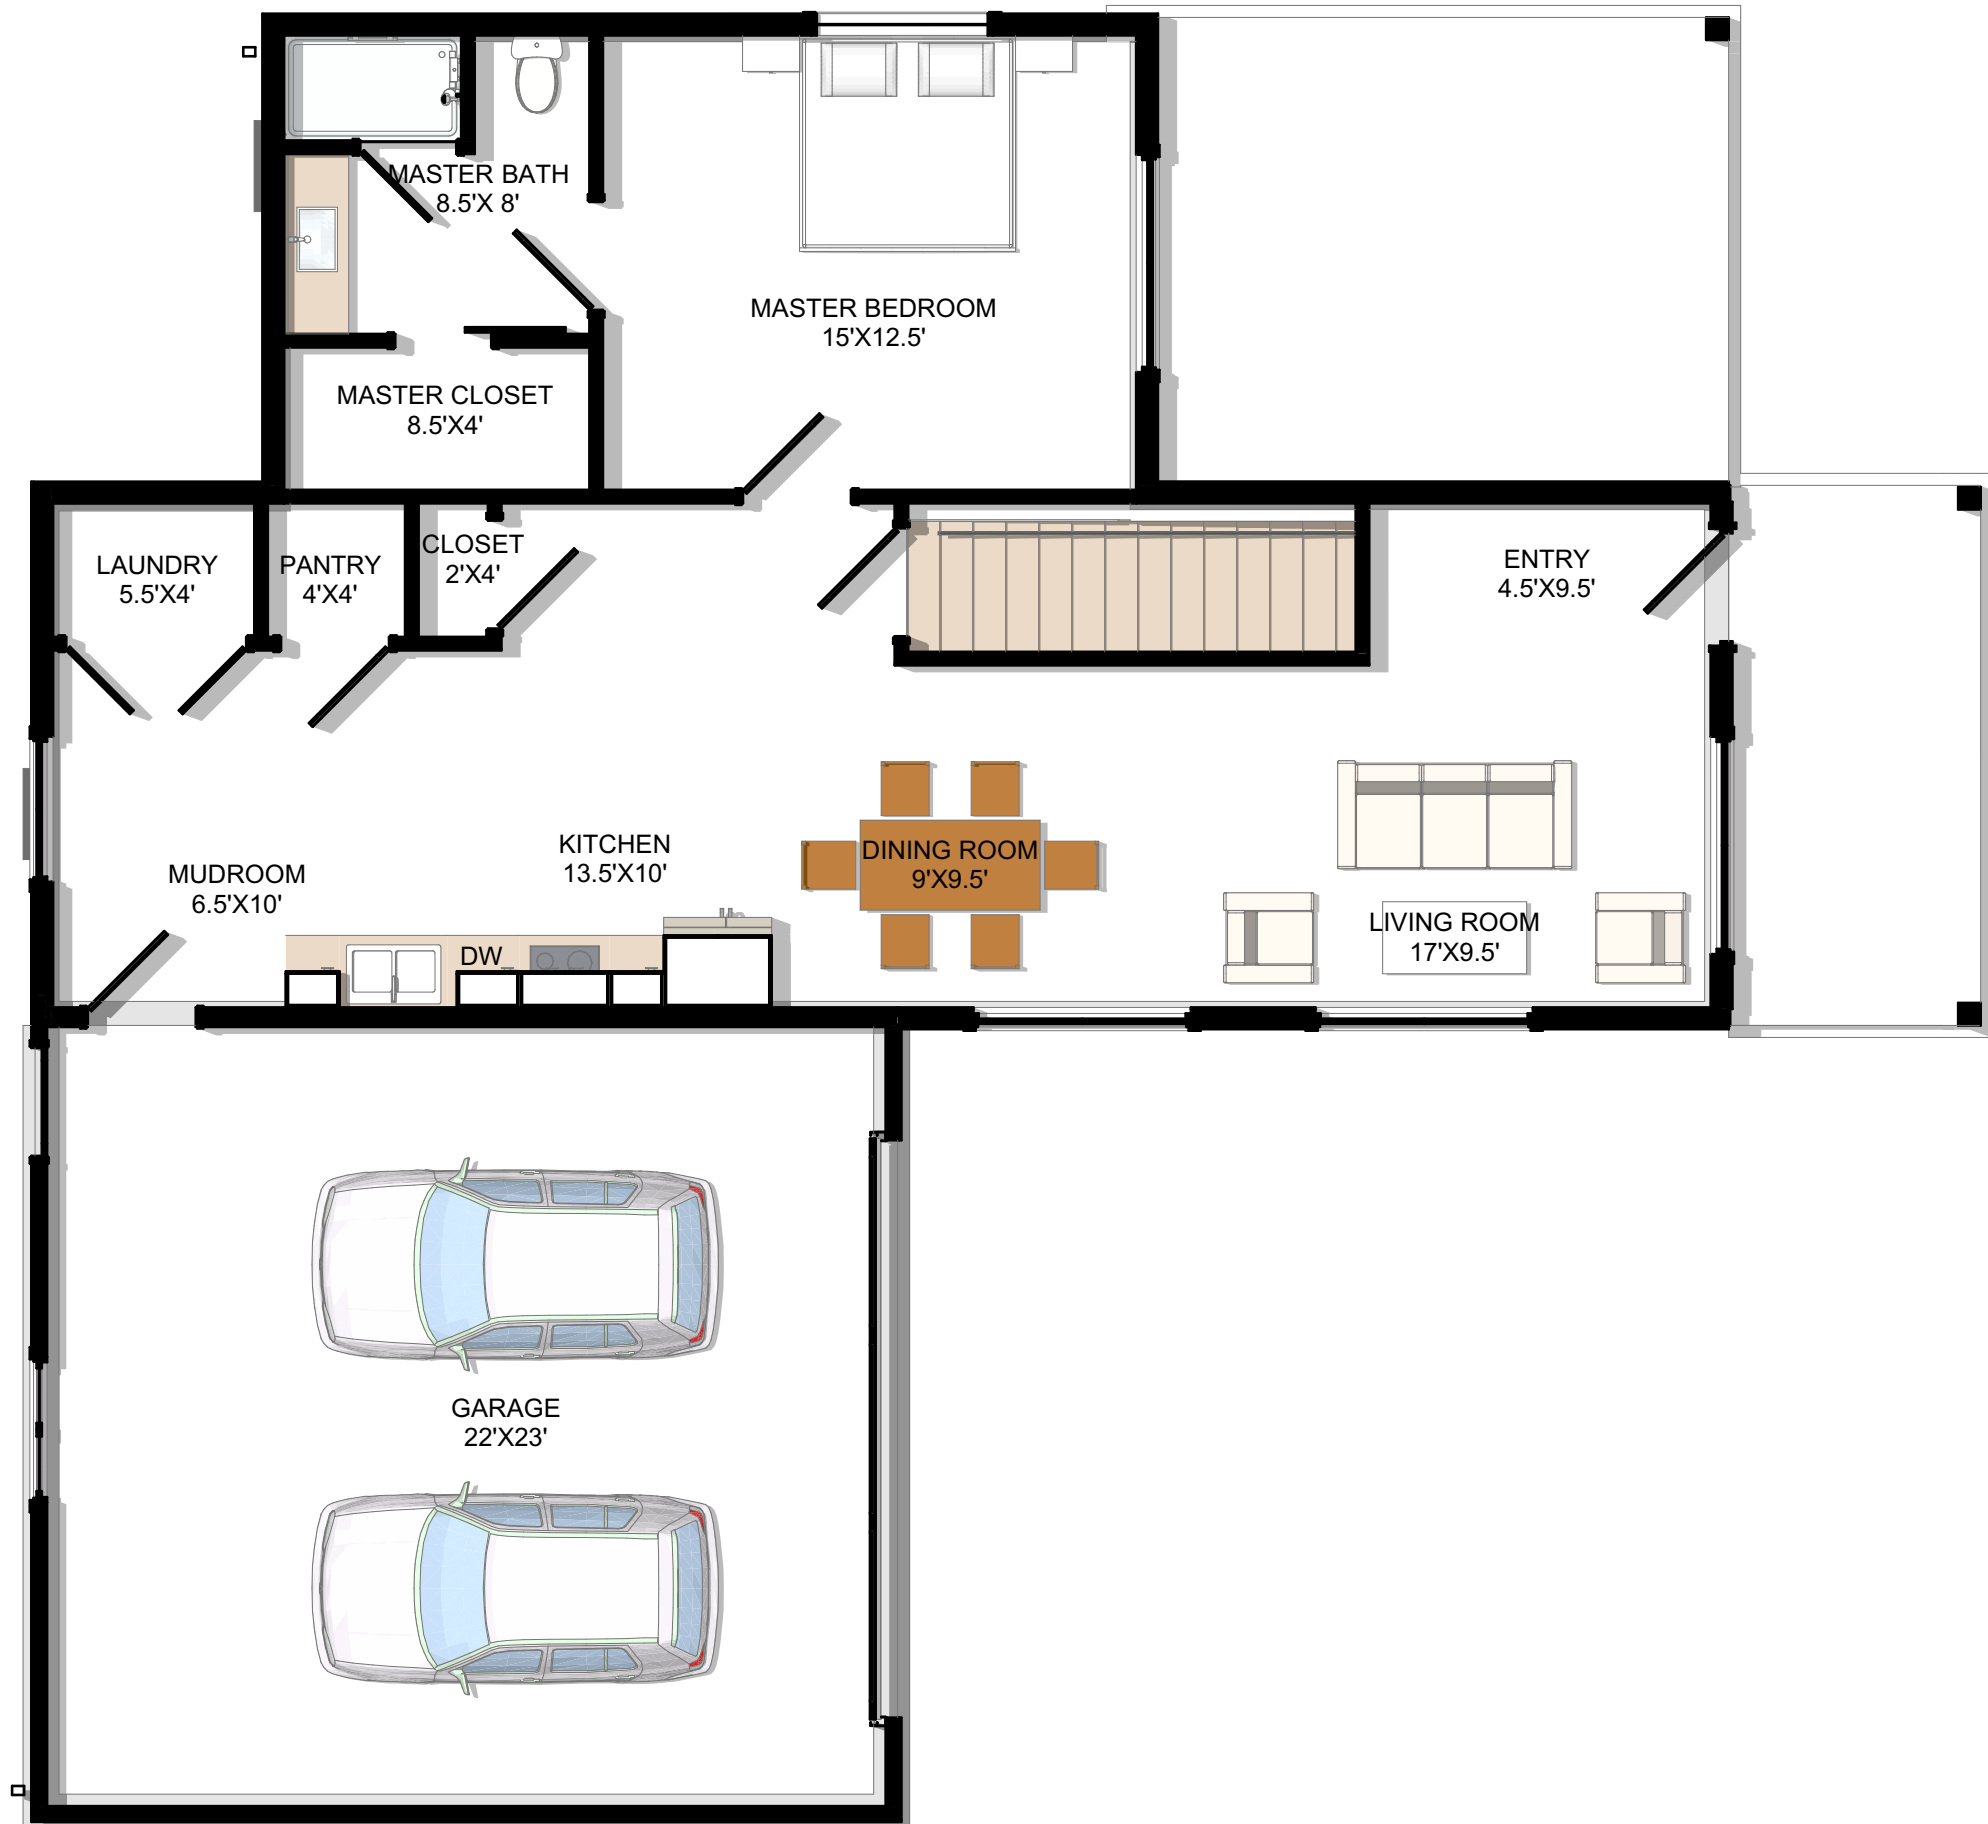 MASTER BATH
8.5'X 8'
MASTER BEDROOM
15'X12.5'
MASTER CLOSET
8.5'X4'
LAUNDRY
5.5'X4'
PANTRY
4'X4'
CLOSET
2'X4'
ENTRY
4.5'X9.5'
MUDROOM
6.5'X10'
KITCHEN
13.5'X10'
DW
DINING ROOM
9'X9.5'
LIVING ROOM
17'X9.5'
GARAGE
22'X23'